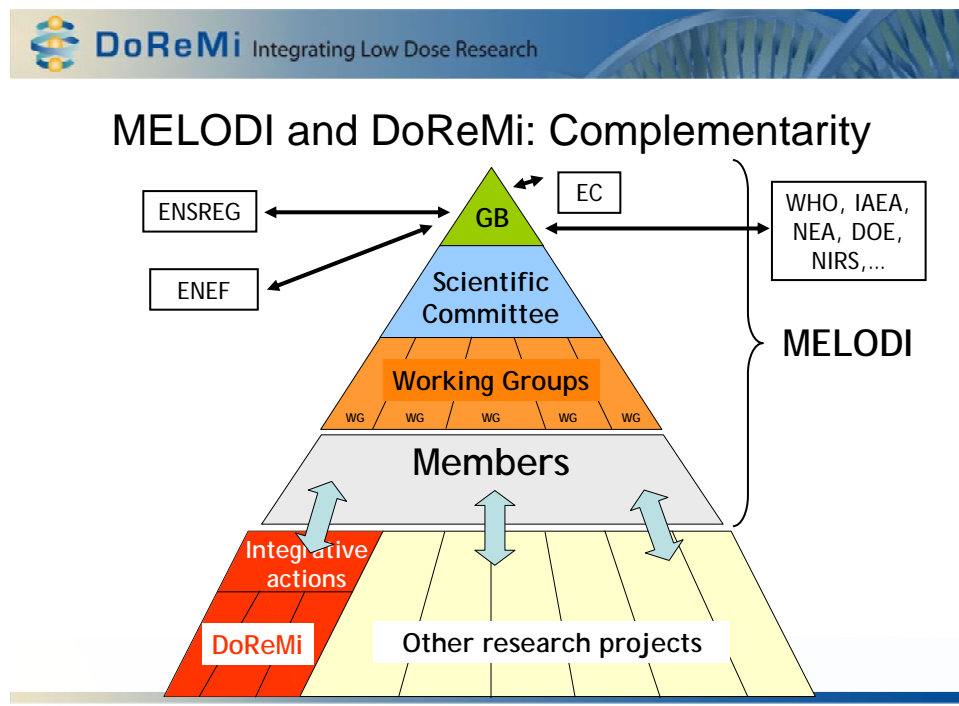 DoReMi Integrating Low Dose Research
MELODI and DoReMi: Complementarity
ENSREG
GB
EC
WHO, IAEA,
NEA, DOE,
NIRS,...
ENEF
Scientific
Committee
MELODI
Working Groups
WG WG WG WG WG
Members
Integrative
actions
DoReMi
Other research projects